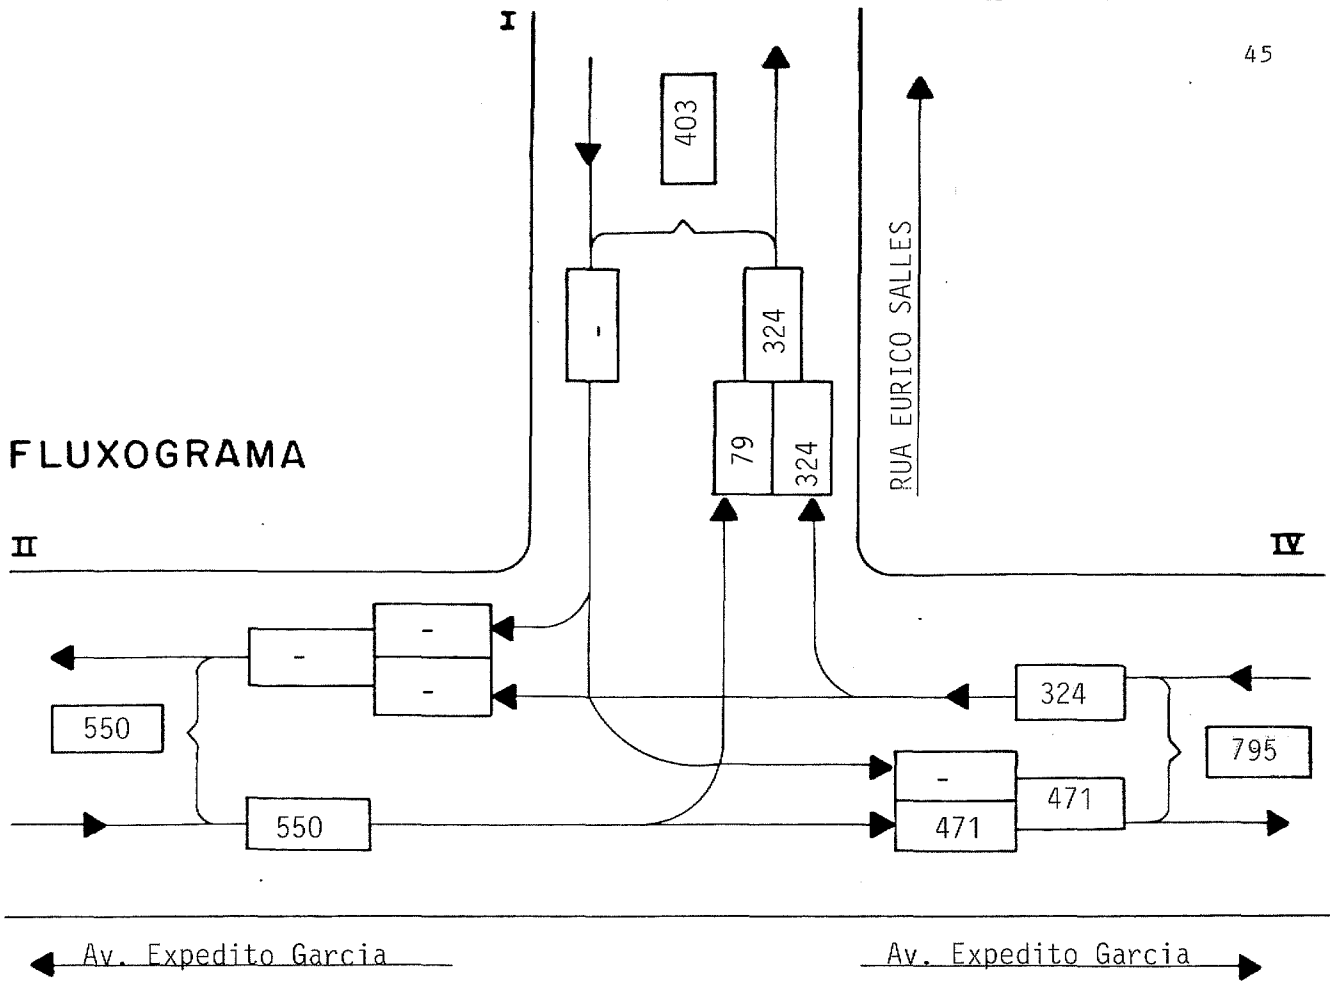 I
45
403
RUA EURICO SALLES
-
324
79
324
FLUXOGRAMA
II
IV
-
-
-
324
550
795
-
471
550
471
Av. Expedito Garcia
Av. Expedito Garcia